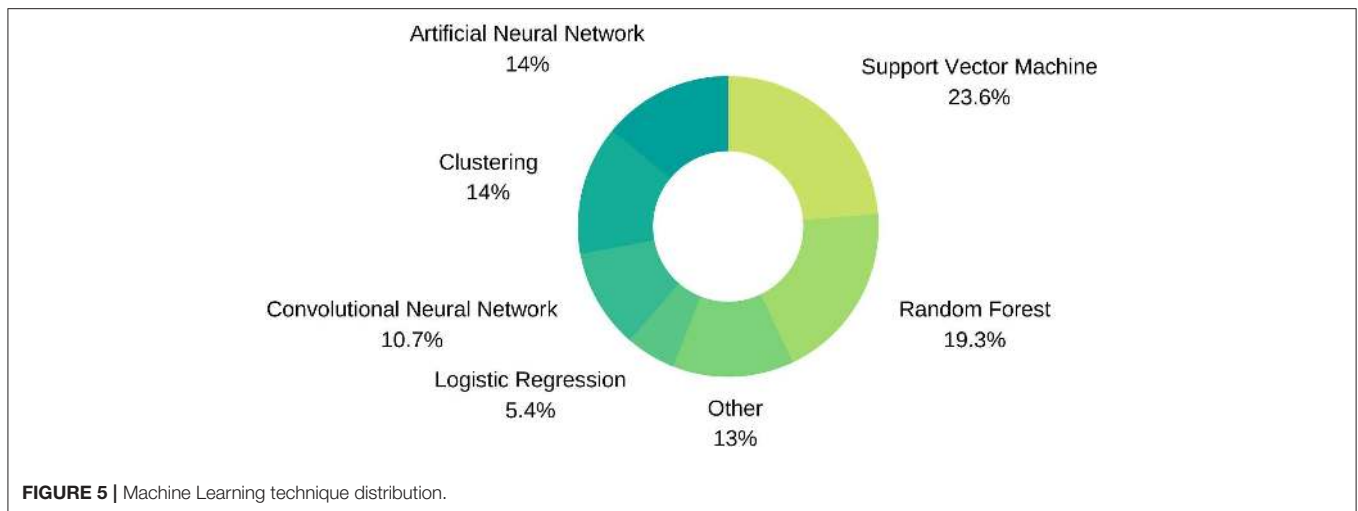 Artificial Neural Network
14%
Support Vector Machine
23.6%
Clustering
14%
Convolutional Neural Network
10.7%
Random Forest
19.3%
Logistic Regression
5.4%
Other
13%
FIGURE 5 | Machine Learning technique distribution.